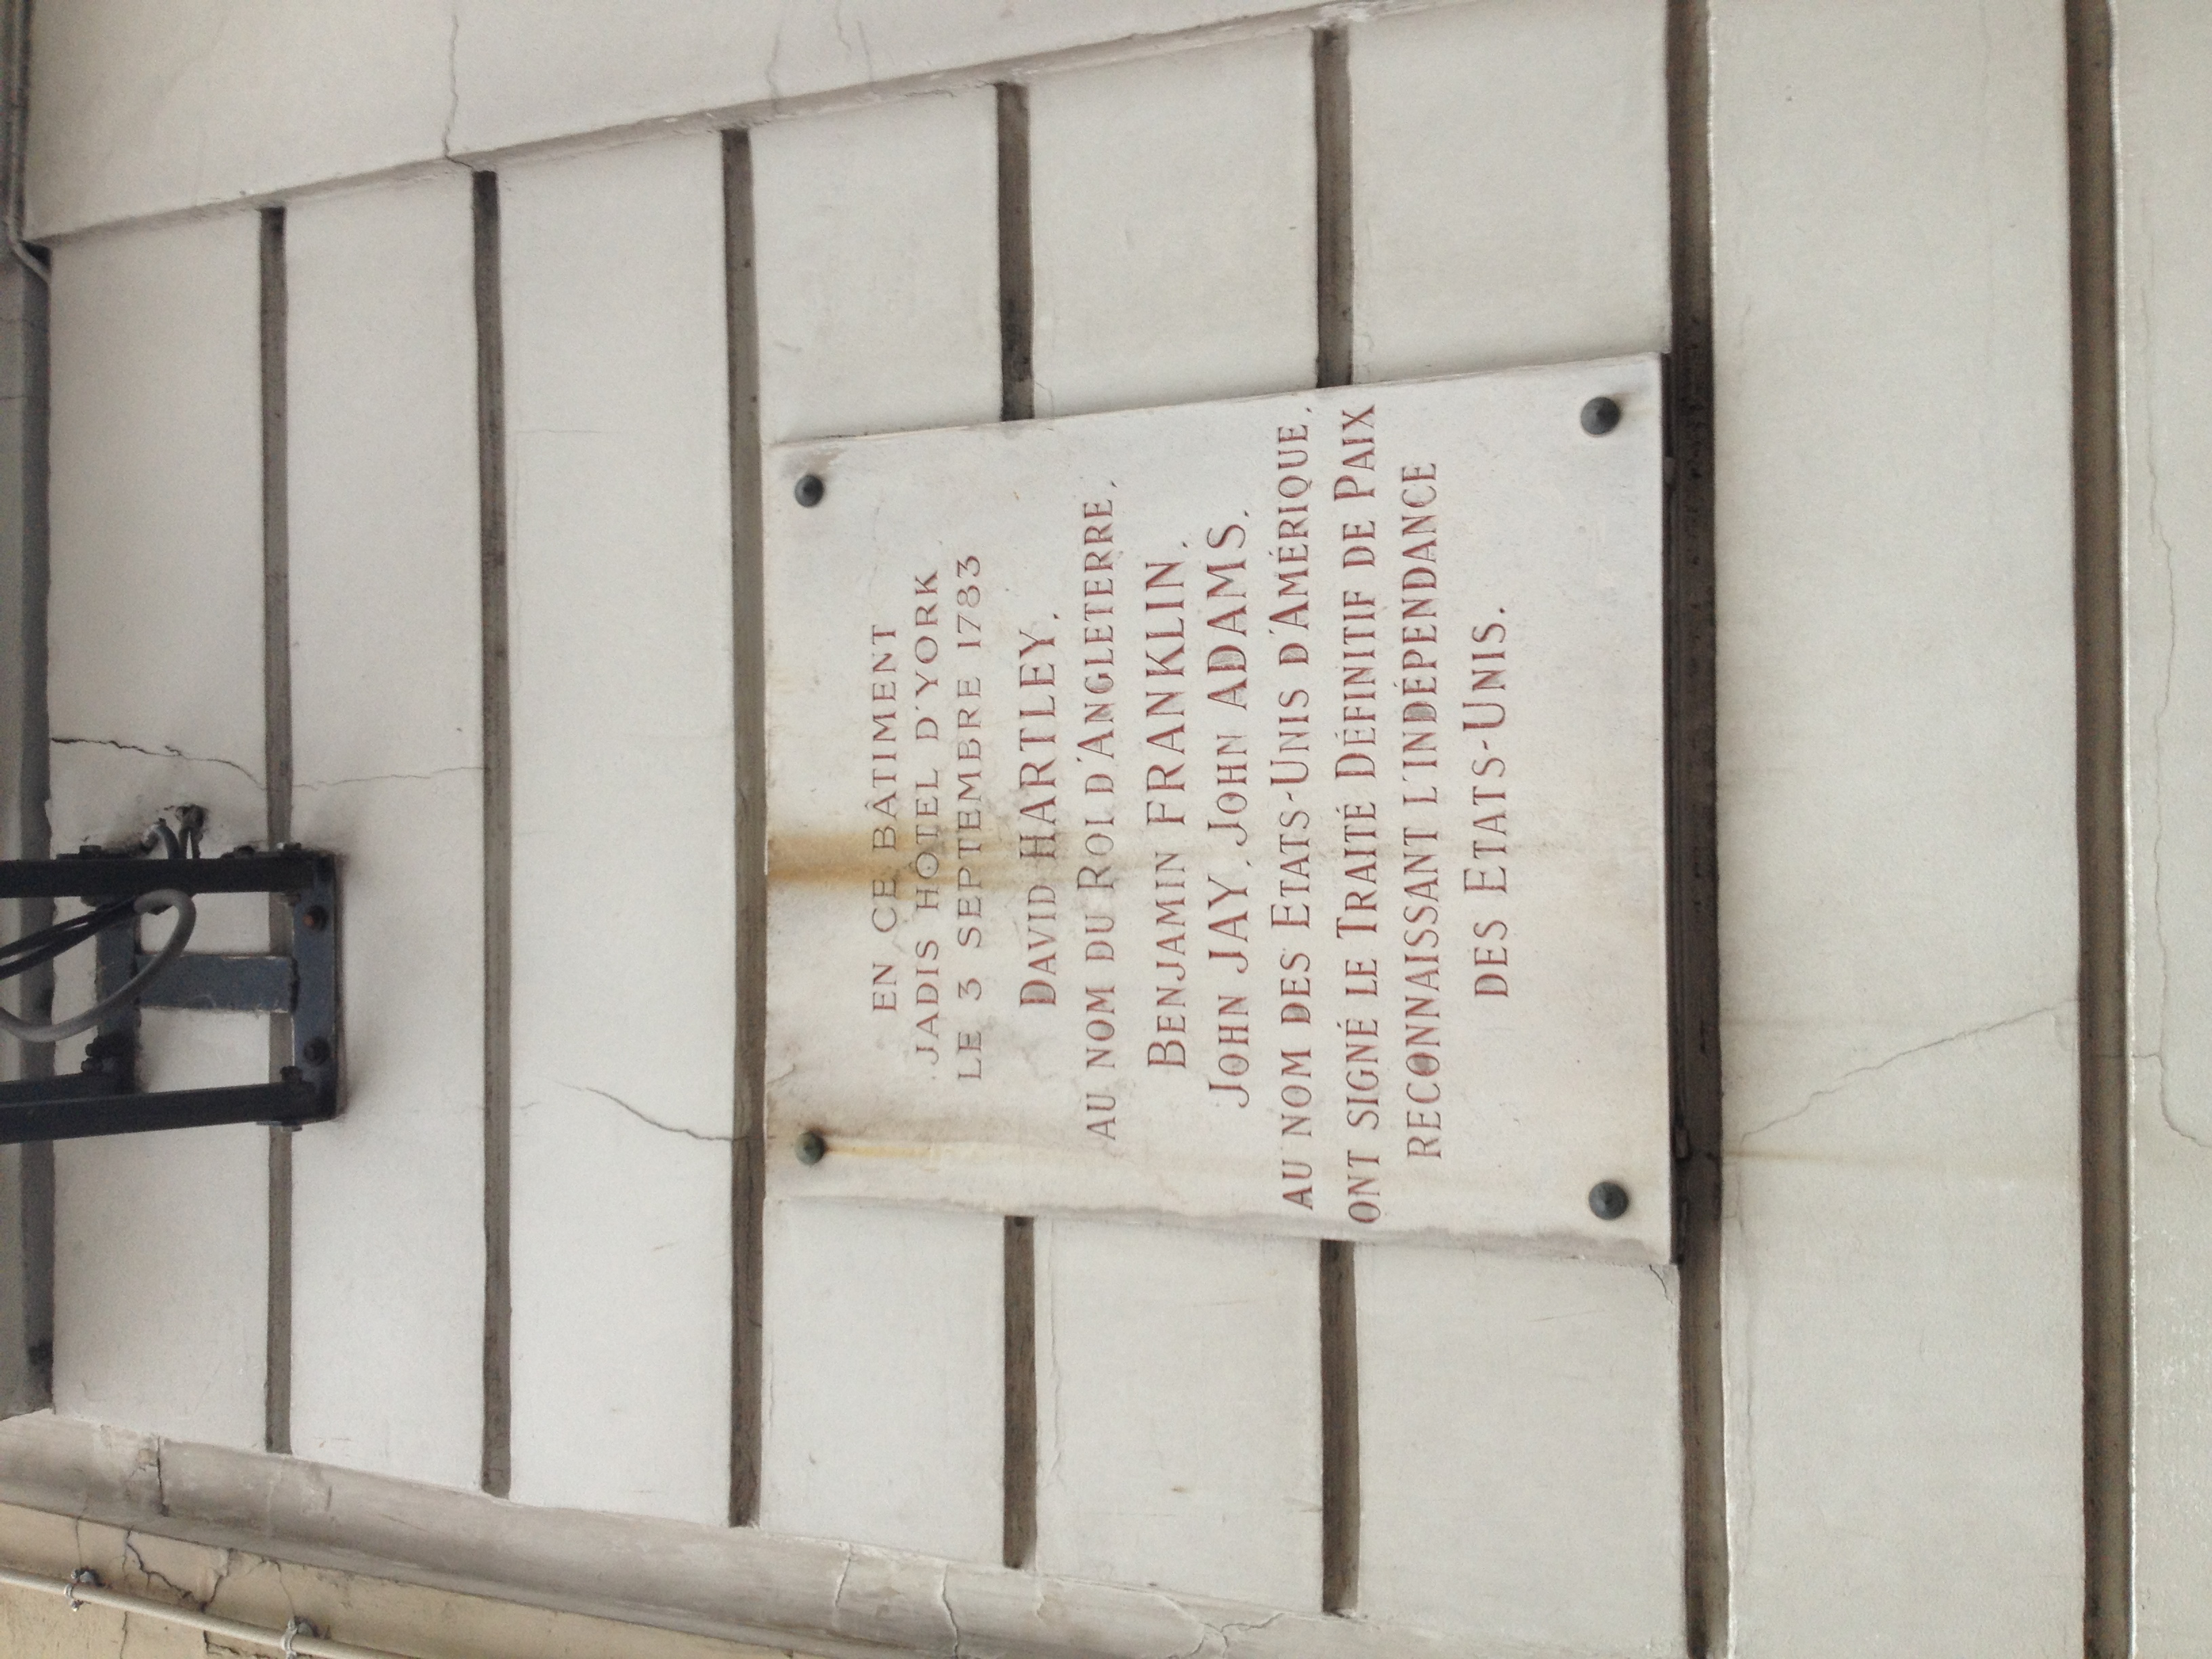 EN CE BÂTIMENT
JADIS HÔTEL D'YORK
LE 3 SEPTEMBRE 1783
DAVID HARTLEY,
AU NOM DU ROI D'ANGLETERRE,
BENJAMIN FRANKLIN,
JOHN JAY, JOHN ADAMS,
AU NOM DES ETATS-UNIS D'AMÉRIQUE,
ONT SIGNÉ LE TRAITÉ DÉFINITIF DE PAIX
RECONNAISSANT L'INDÉPENDANCE
DES ETATS-UNIS.